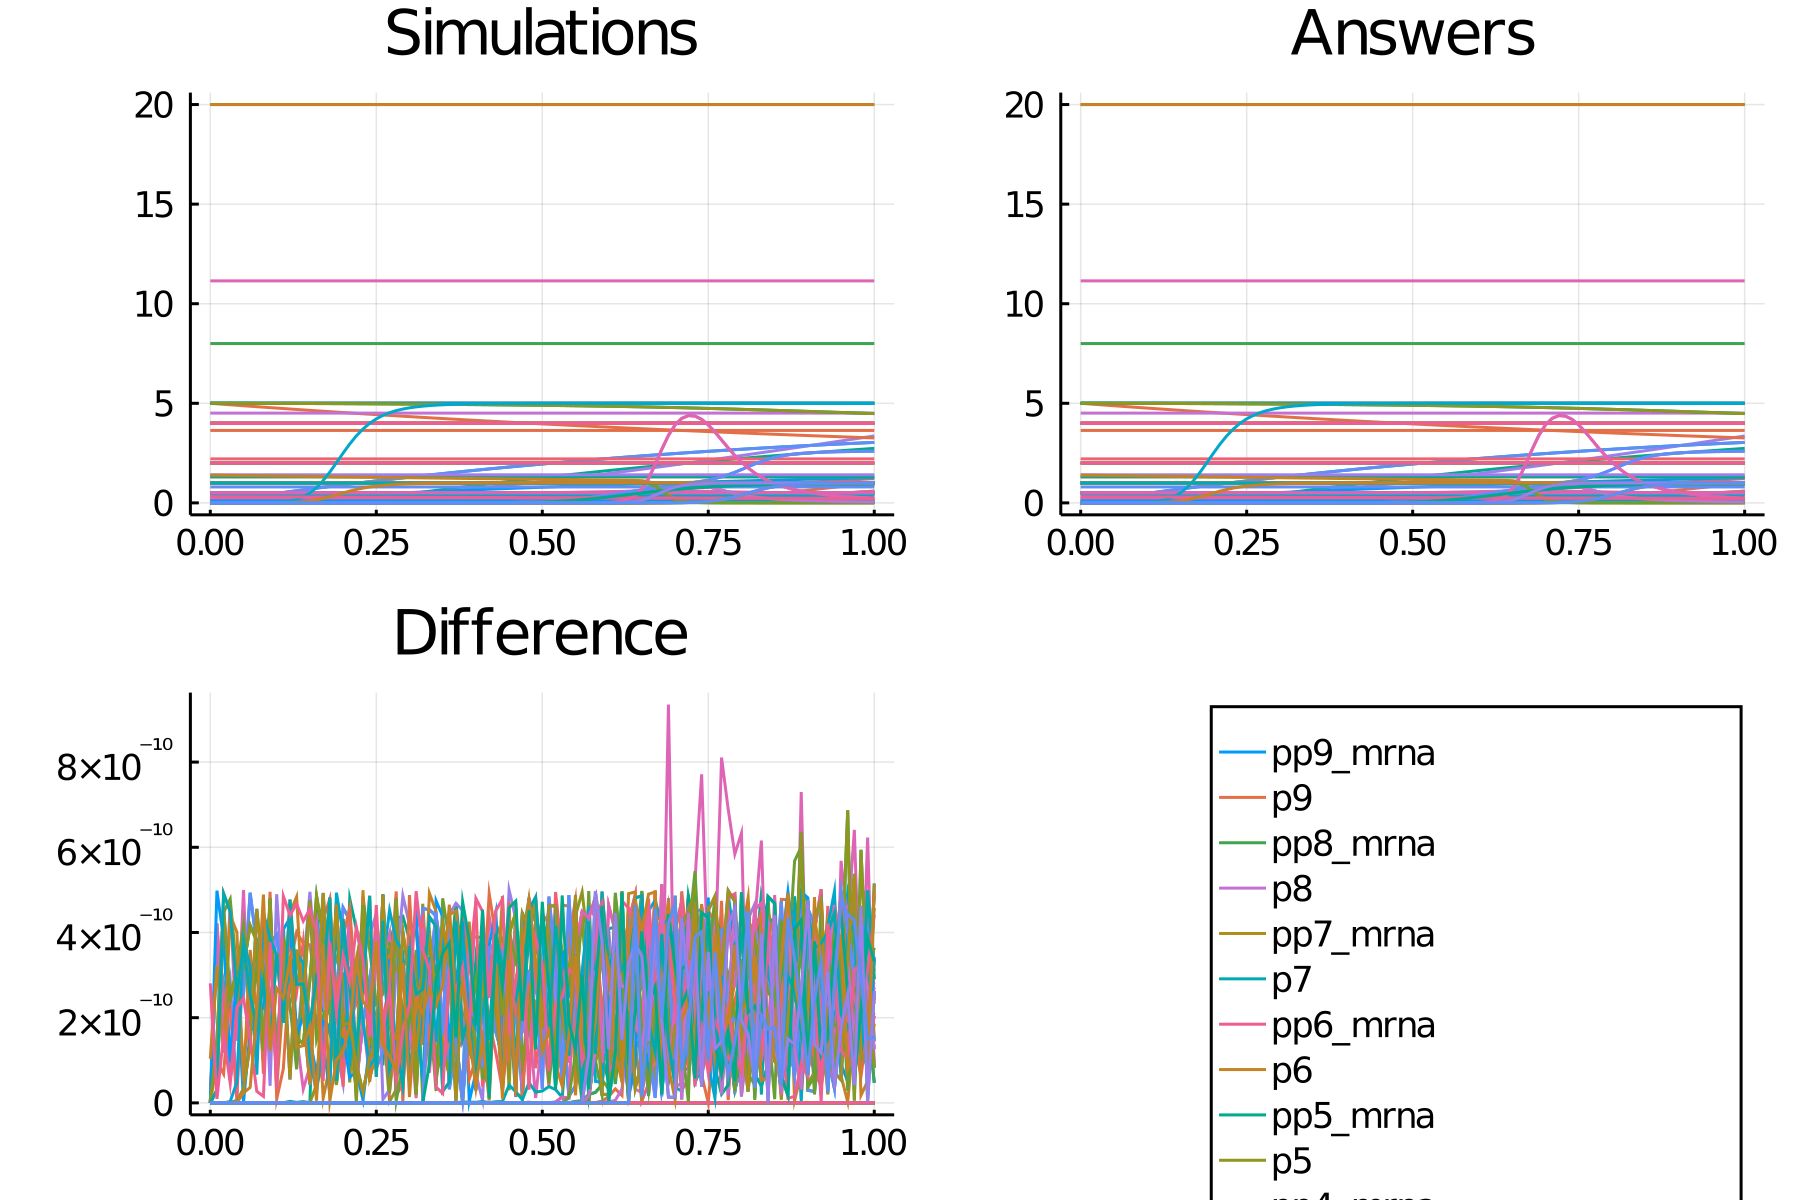 Simulations
20
15
10
5
0
0.00 0.25 0.50 0.75 1.00
Answers
20
15
10
5
0
0.00 0.25 0.50 0.75 1.00
Difference
8×10⁻¹⁰
6×10⁻¹⁰
4×10⁻¹⁰
2×10⁻¹⁰
0
0.00 0.25 0.50 0.75 1.00
pp9_mrna
p9
pp8_mrna
p8
pp7_mrna
p7
pp6_mrna
p6
pp5_mrna
p5